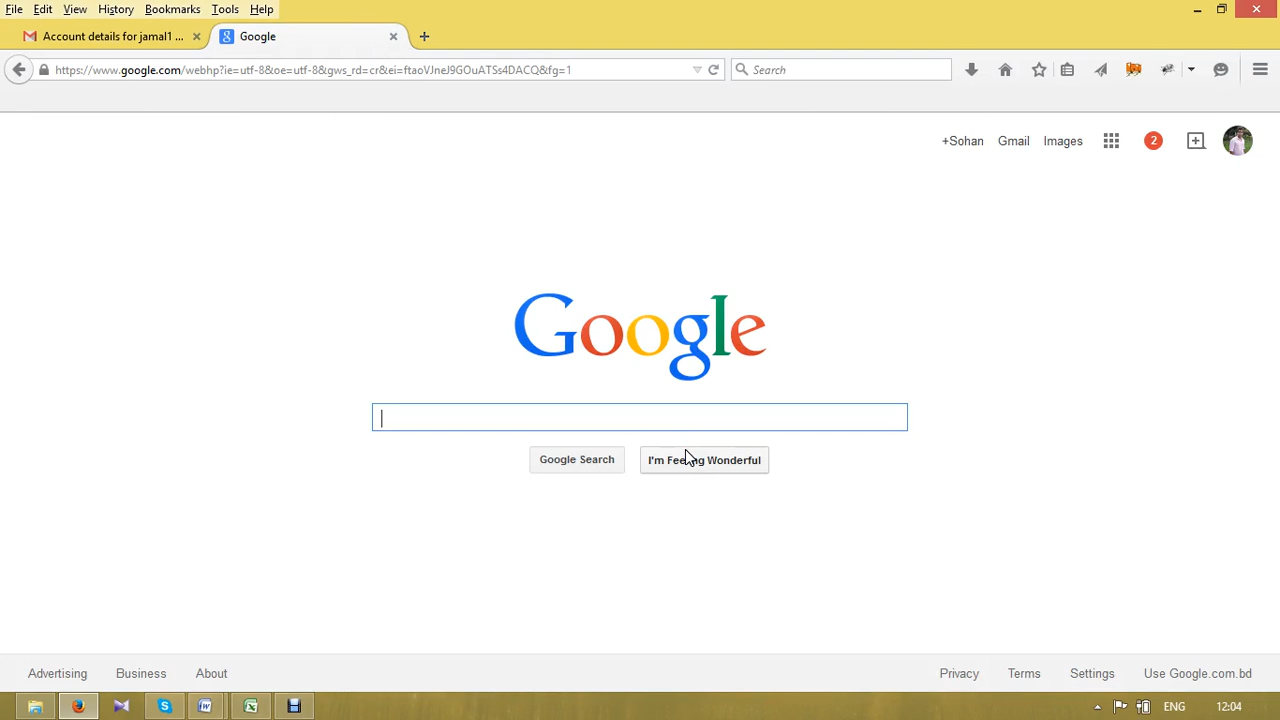 File Edit View History Bookmarks Tools Help
Account details for jamal1 ...
Google
https://www.google.com/webhp?ie=utf-8&oe=utf-8&gws_rd=cr&ei=ftaoVJneJ9GOuATSs4DACQ&fg=1
Search
+Sohan Gmail Images 2
Google
Google Search
I'm Feeling Wonderful
Advertising Business About
Privacy Terms Settings Use Google.com.bd
ENG 12:04